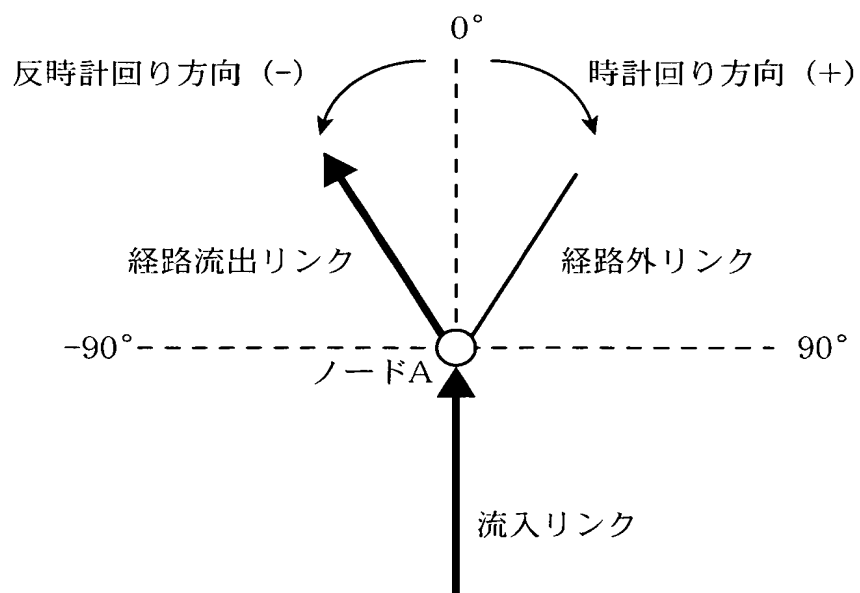 0°
反時計回り方向 (-)
時計回り方向 (+)
経路流出リンク
経路外リンク
-90°
90°
ノードA
流入リンク